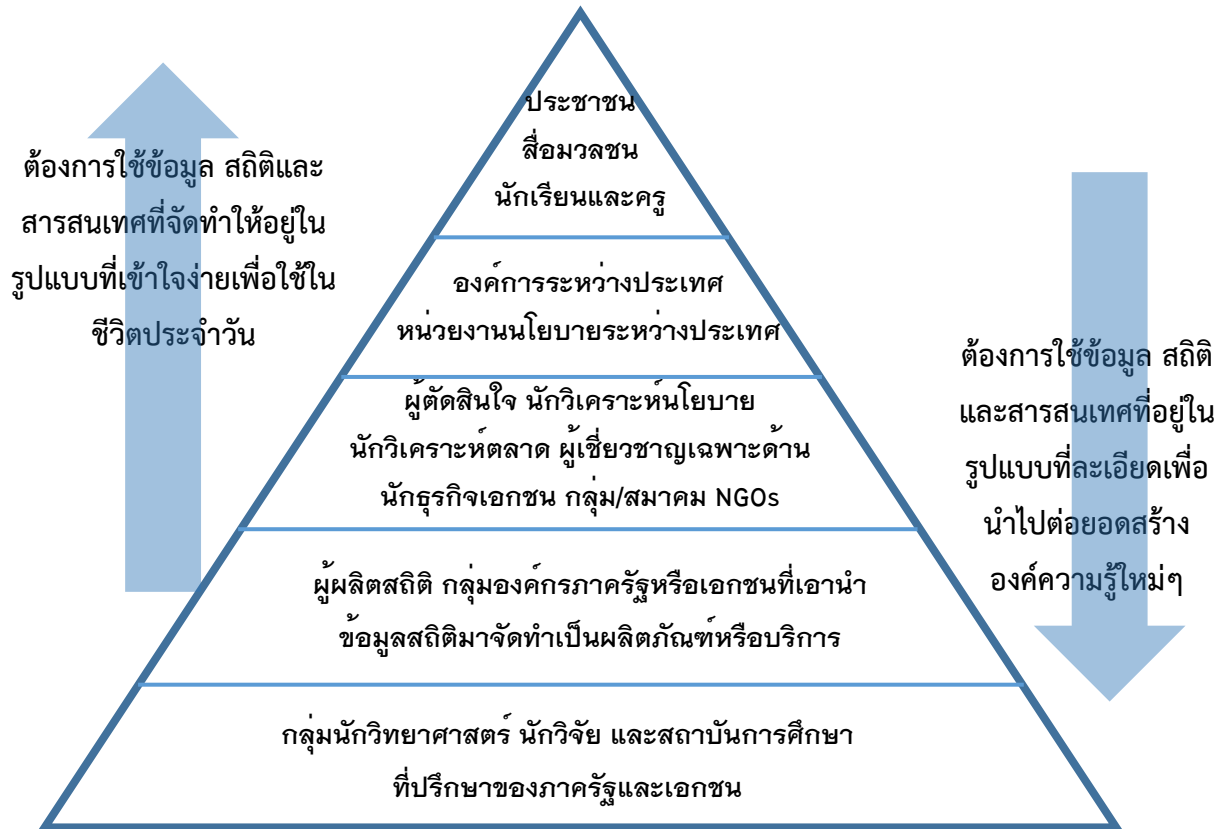 ประชาชน
สื่อมวลชน
นักเรียนและครู
องค์การระหว่างประเทศ
หน่วยงานนโยบายระหว่างประเทศ
ผู้ตัดสินใจ นักวิเคราะห์นโยบาย
นักวิเคราะห์ตลาด ผู้เชี่ยวชาญเฉพาะด้าน
นักธุรกิจเอกชน กลุ่ม/สมาคม NGOs
ผู้ผลิตสถิติ กลุ่มองค์กรภาครัฐหรือเอกชนที่เอานำ
ข้อมูลสถิติมาจัดทำเป็นผลิตภัณฑ์หรือบริการ
กลุ่มนักวิทยาศาสตร์ นักวิจัย และสถาบันการศึกษา
ที่ปรึกษาของภาครัฐและเอกชน
ต้องการใช้ข้อมูล สถิติและ
สารสนเทศที่จัดทำให้อยู่ใน
รูปแบบที่เข้าใจง่ายเพื่อใช้ใน
ชีวิตประจำวัน
ต้องการใช้ข้อมูล สถิติ
และสารสนเทศที่อยู่ใน
รูปแบบที่ละเอียดเพื่อ
นำไปต่อยอดสร้าง
องค์ความรู้ใหม่ๆ